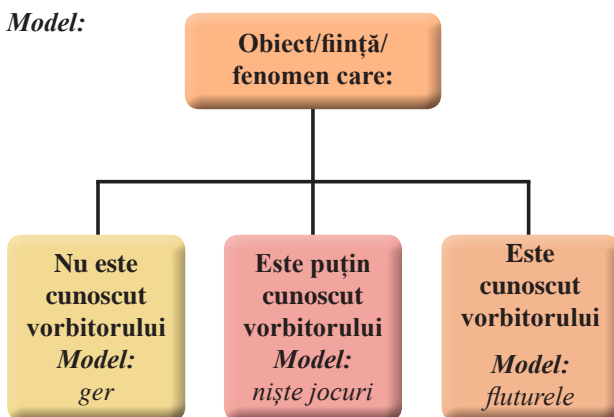 Model:
Obiect/ființă/
fenomen care:
Nu este
cunoscut
vorbitorului
Model:
ger
Este puțin
cunoscut
vorbitorului
Model:
niște jocuri
Este
cunoscut
vorbitorului
Model:
fluturele